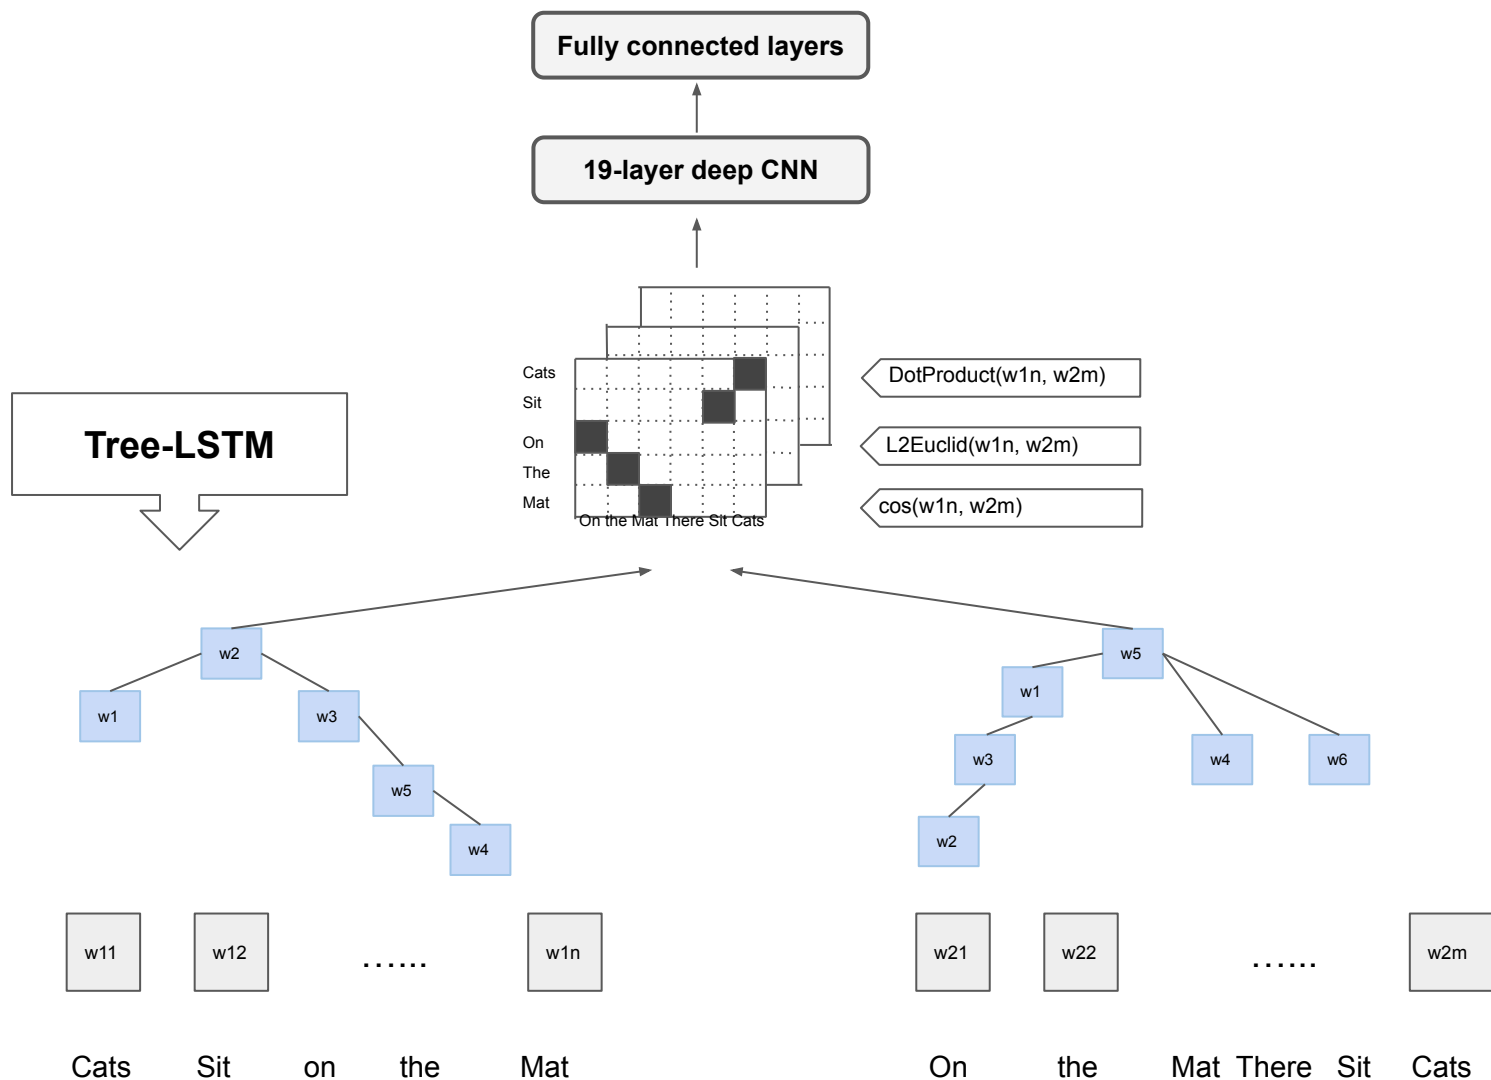 Fully connected layers
19-layer deep CNN
Cats
Sit
On
The
Mat
On the Mat There Sit Cats
DotProduct(w1n, w2m)
L2Euclid(w1n, w2m)
cos(w1n, w2m)
Tree-LSTM
w2
w1
w3
w5
w4
w5
w1
w3
w4
w6
w2
w11 w12 ...... w1n
w21 w22 ...... w2m
Cats Sit on the Mat
On the Mat There Sit Cats